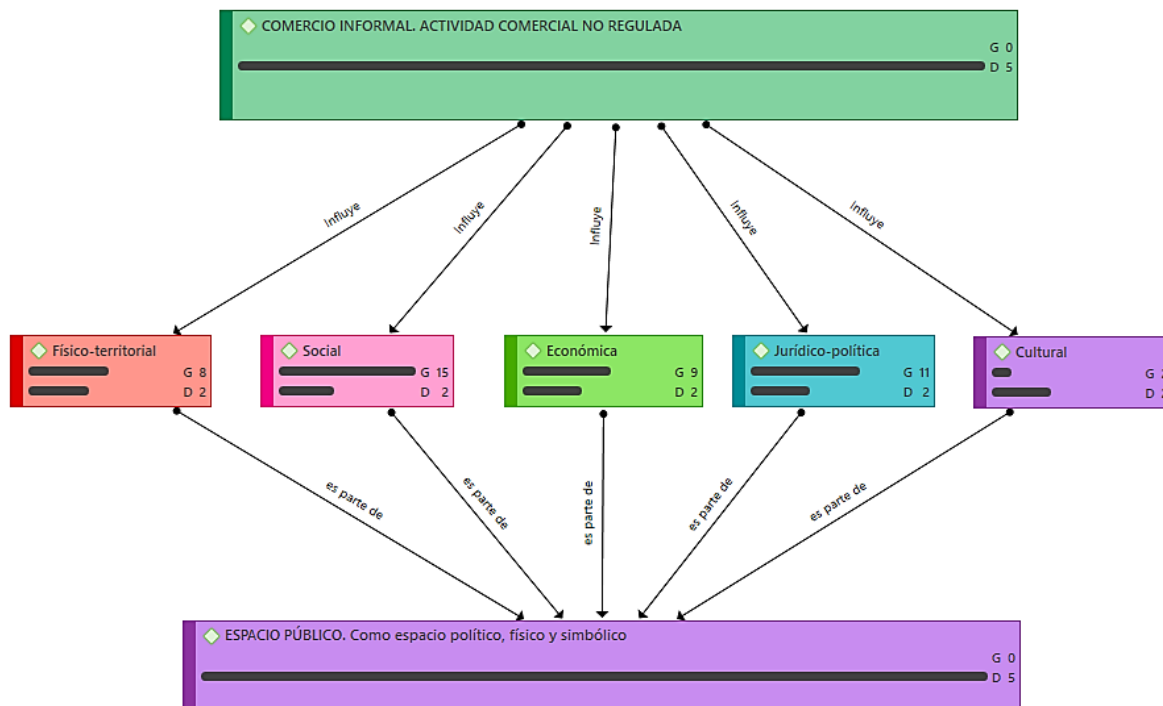 COMERCIO INFORMAL. ACTIVIDAD COMERCIAL NO REGULADA
G 0
D 5
Influye
Influye
Influye
Influye
Influye
Físico-territorial
G 8
D 2
Social
G 15
D 2
Económica
G 9
D 2
Jurídico-política
G 11
D 2
Cultural
G
D
es parte de
es parte de
es parte de
es parte de
es parte de
ESPACIO PÚBLICO. Como espacio político, físico y simbólico
G 0
D 5